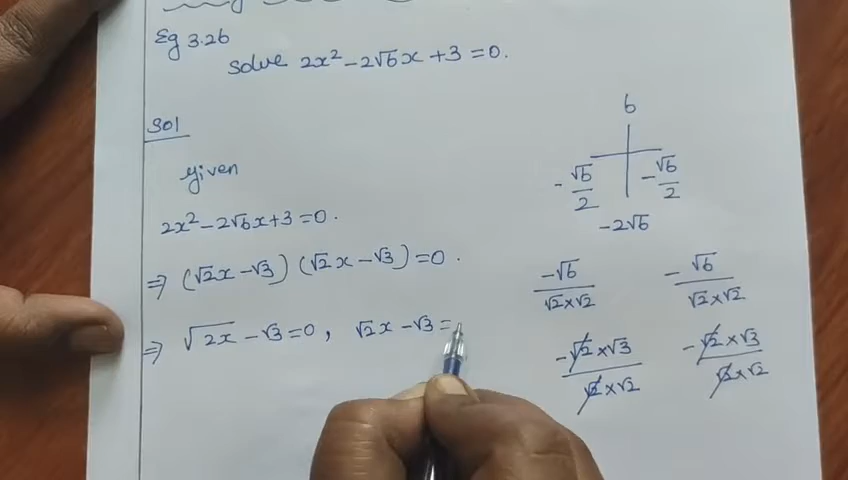 Eg 3.26
Solve 2x² - 2√6x + 3 = 0.
Sol
Given
2x² - 2√6x + 3 = 0.
⇒ (√2x - √3) (√2x - √3) = 0.
⇒ √2x - √3 = 0, √2x - √3 =
6
-√6/2 -√6/2
-2√6
-√6/√2×√2 -√6/√2×√2
-√2×√3/√2×√2 -√2×√3/√2×√2